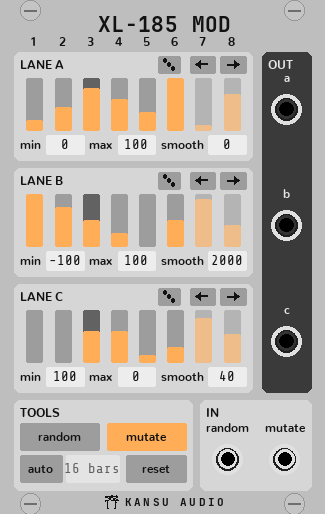 XL-185 MOD
1 2 3 4 5 6 7 8
LANE A
OUT
a
min 0 max 100 smooth 0
LANE B
b
min -100 max 100 smooth 2000
LANE C
c
min 100 max 0 smooth 40
TOOLS
IN
random mutate
random mutate
auto 16 bars reset
KANSU AUDIO